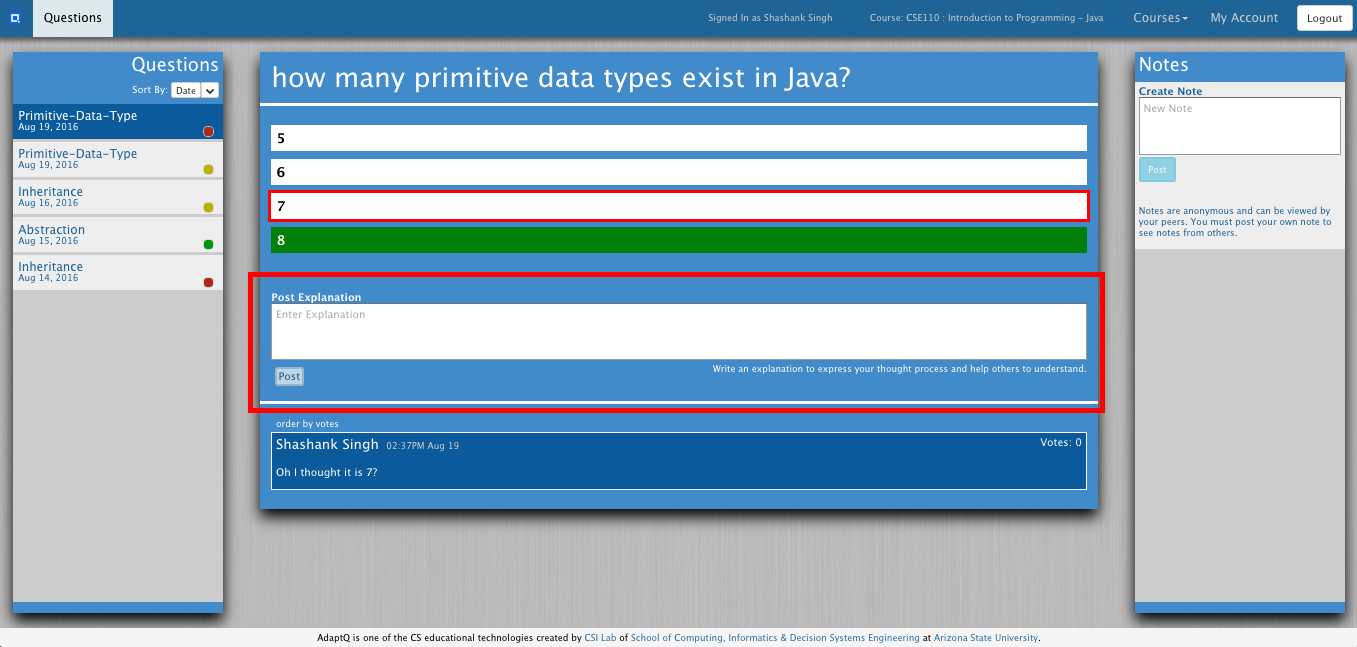 Questions
Signed In as Shashank Singh
Course: CSE110 : Introduction to Programming - Java
Courses
My Account
Logout
Questions
Sort By: Date
Primitive-Data-Type
Aug 19, 2016
Primitive-Data-Type
Aug 19, 2016
Inheritance
Aug 16, 2016
Abstraction
Aug 15, 2016
Inheritance
Aug 14, 2016
how many primitive data types exist in Java?
5
6
7
8
Post Explanation
Enter Explanation
Post
Write an explanation to express your thought process and help others to understand.
order by votes
Shashank Singh 02:37PM Aug 19
Votes: 0
Oh I thought it is 7?
Notes
Create Note
New Note
Post
Notes are anonymous and can be viewed by
your peers. You must post your own note to
see notes from others.
AdaptQ is one of the CS educational technologies created by CSI Lab of School of Computing, Informatics & Decision Systems Engineering at Arizona State University.